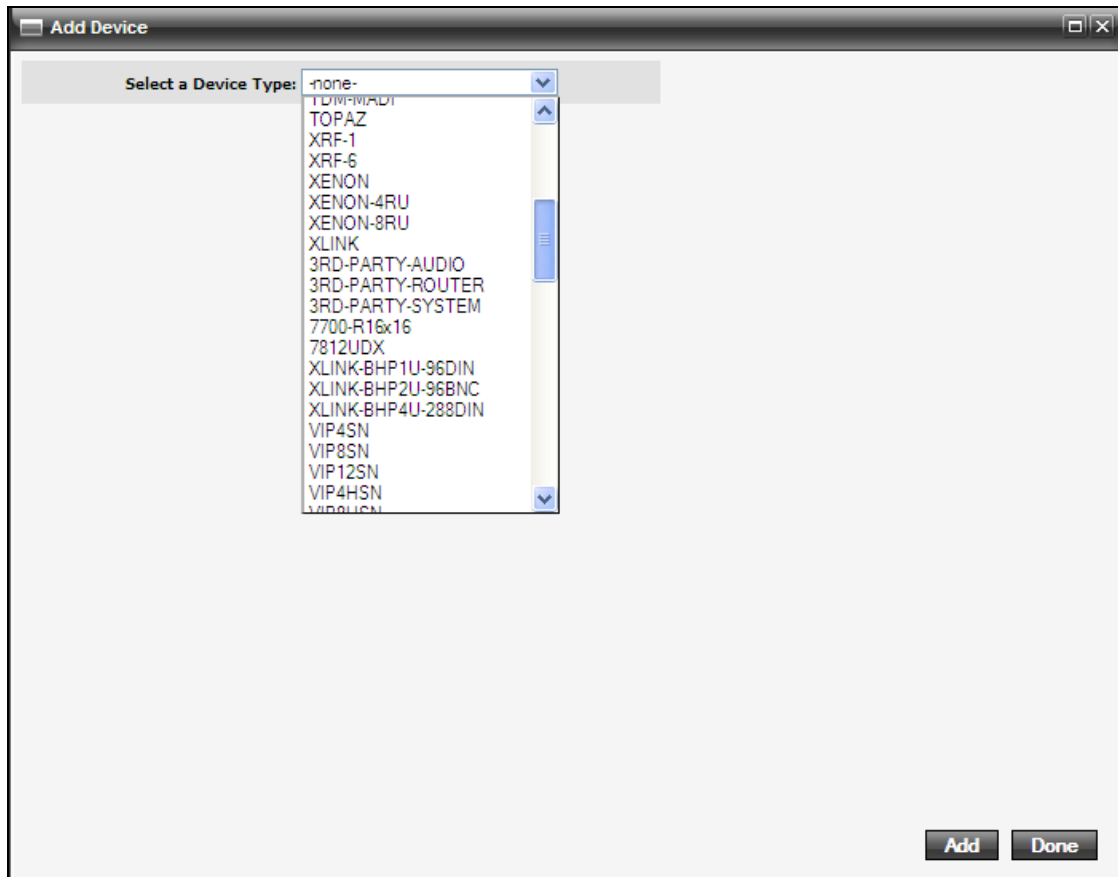 Add Device
Select a Device Type: -none-
TDM-MADI
TOPAZ
XRF-1
XRF-6
XENON
XENON-4RU
XENON-8RU
XLINK
3RD-PARTY-AUDIO
3RD-PARTY-ROUTER
3RD-PARTY-SYSTEM
7700-R16x16
7812UDX
XLINK-BHP1U-96DIN
XLINK-BHP2U-96BNC
XLINK-BHP4U-288DIN
VIP4SN
VIP8SN
VIP12SN
VIP4HSN
Add Done